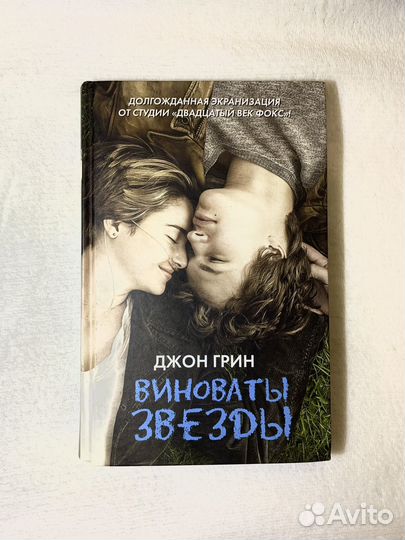 ДОЛГОЖДАННАЯ ЭКРАНИЗАЦИЯ
ОТ СТУДИИ «ДВАДЦАТЫЙ ВЕК ФОКС»!
ДЖОН ГРИН
ВИНОВАТЫ
ЗВЕЗДЫ
Avito